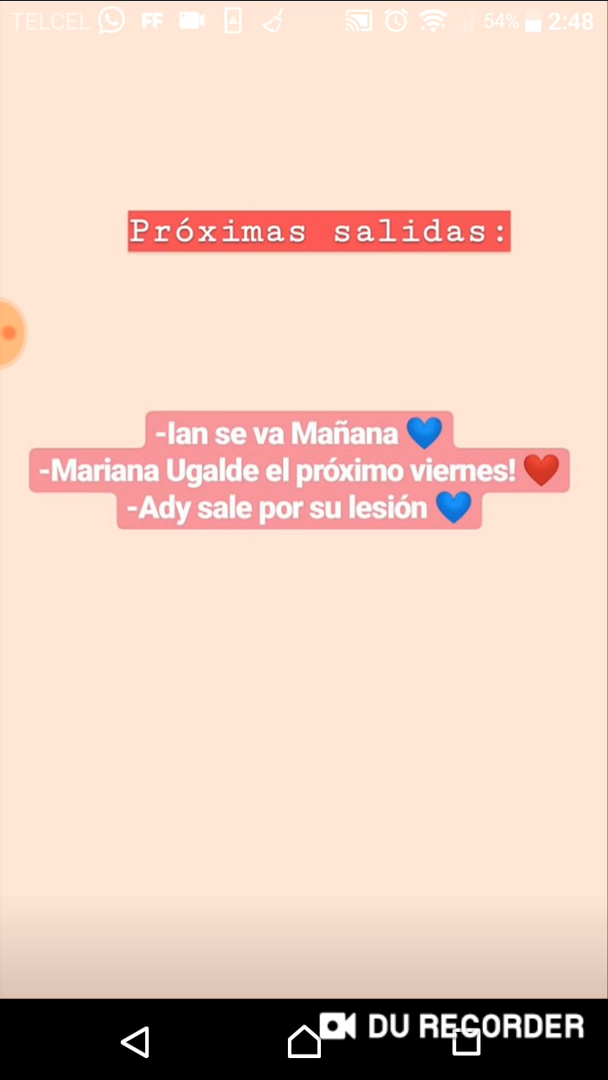 TELCEL FF 54% 2:48
Próximas salidas:
-Ian se va Mañana 💙
-Mariana Ugalde el próximo viernes! ❤️
-Ady sale por su lesión 💙
DU RECORDER